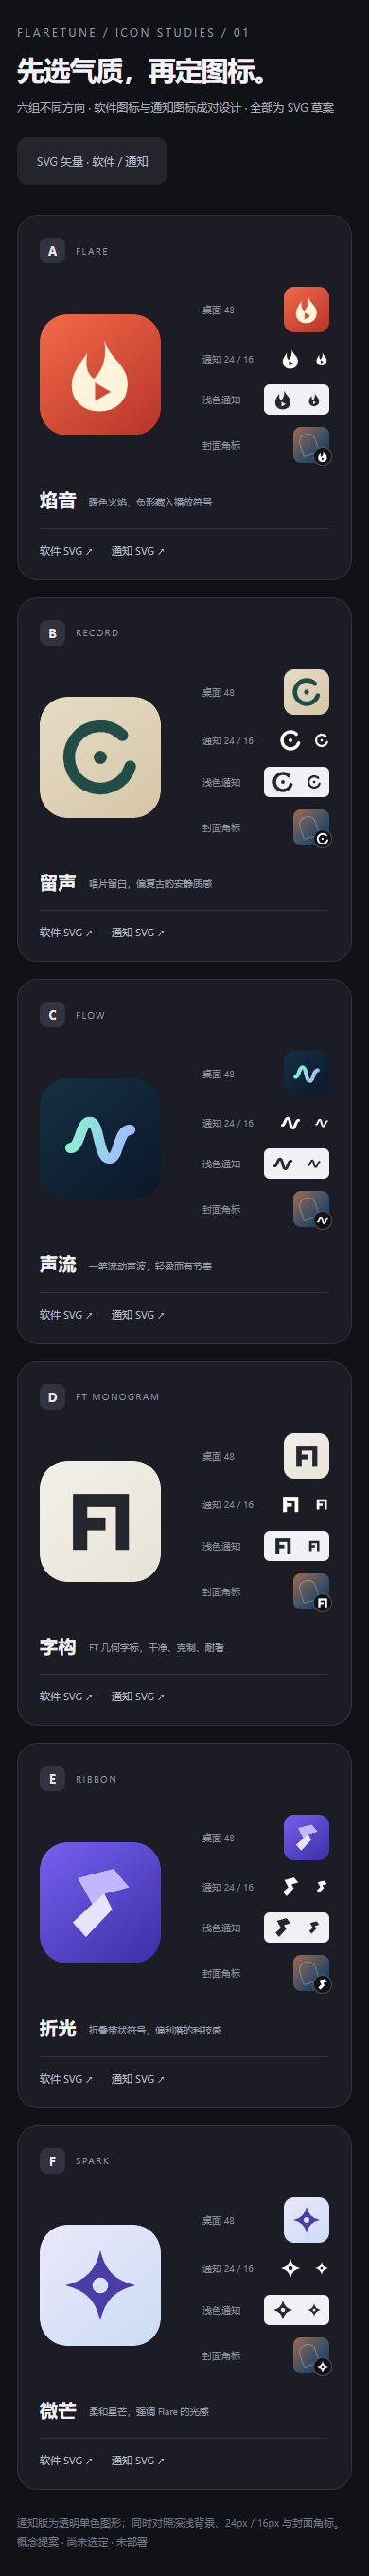 FLARETUNE / ICON STUDIES / 01
先选气质，再定图标。
六组不同方向 · 软件图标与通知图标成对设计 · 全部为 SVG 草案
SVG 矢量 · 软件 / 通知
A FLARE
桌面 48
通知 24 / 16
浅色通知
封面角标
焰音 暖色火焰，负形藏入播放符号
软件 SVG ↗ 通知 SVG ↗
B RECORD
桌面 48
通知 24 / 16
浅色通知
封面角标
留声 唱片留白，偏复古的安静质感
软件 SVG ↗ 通知 SVG ↗
C FLOW
桌面 48
通知 24 / 16
浅色通知
封面角标
声流 一笔流动声波，轻盈而有节奏
软件 SVG ↗ 通知 SVG ↗
D FT MONOGRAM
桌面 48
通知 24 / 16
浅色通知
封面角标
字构 FT 几何字标，干净、克制、耐看
软件 SVG ↗ 通知 SVG ↗
E RIBBON
桌面 48
通知 24 / 16
浅色通知
封面角标
折光 折叠带状符号，偏利落的科技感
软件 SVG ↗ 通知 SVG ↗
F SPARK
桌面 48
通知 24 / 16
浅色通知
封面角标
微芒 柔和星芒，强调 Flare 的光感
软件 SVG ↗ 通知 SVG ↗
通知版为透明单色图形；同时对照深浅背景、24px / 16px 与封面角标。
概念提案 · 尚未选定 · 未部署